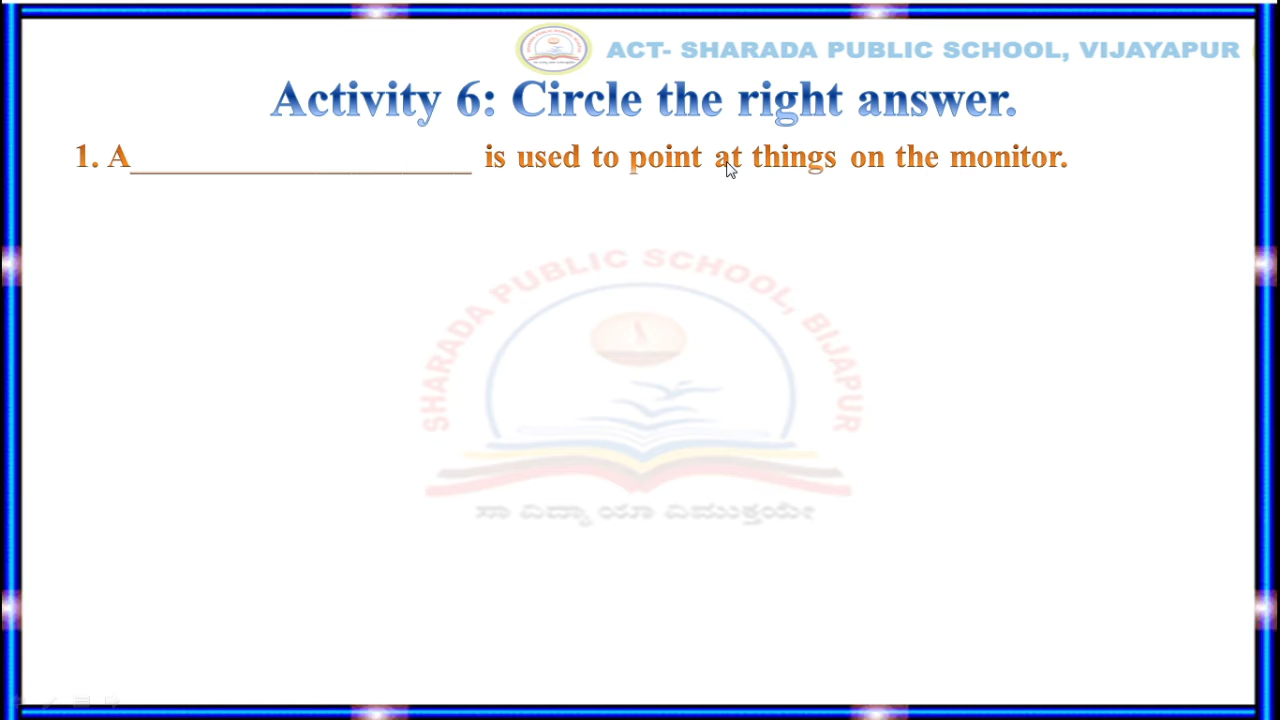 ACT- SHARADA PUBLIC SCHOOL, VIJAYAPUR
Activity 6: Circle the right answer.
1. A____________________ is used to point at things on the monitor.
SHARADA PUBLIC SCHOOL, BIJAPUR
ಸಾ ವಿದ್ಯಾ ಯಾ ವಿಮುಕ್ತಯೇ